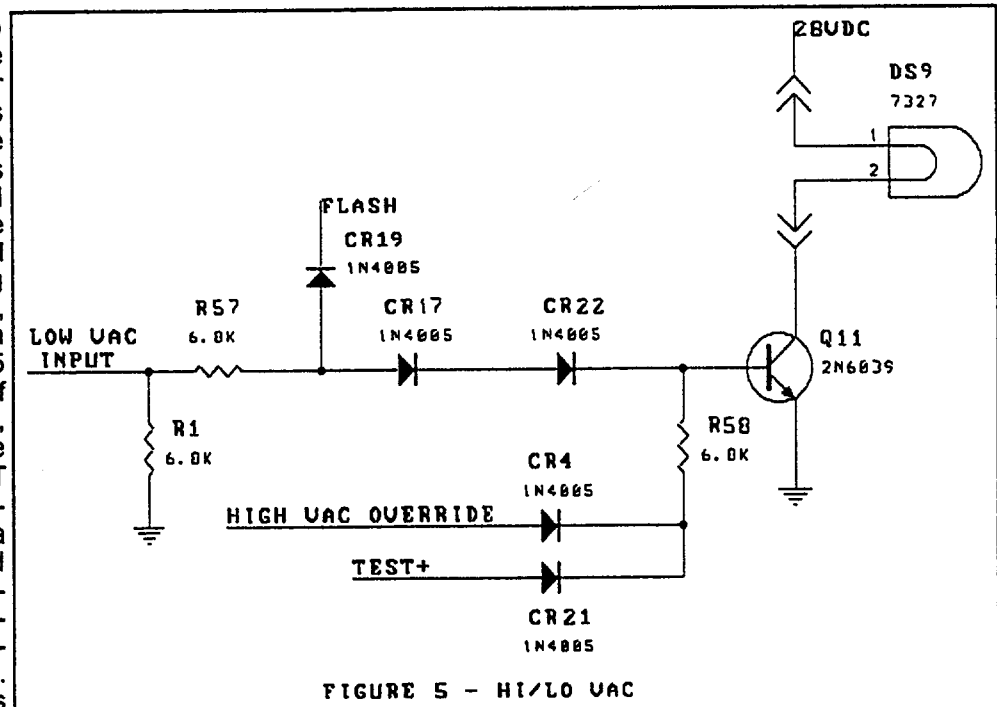 28VDC
DS9
7327
1
2
FLASH
CR19
1N4005
R57
6.8K
CR17
1N4005
CR22
1N4005
LOW VAC
INPUT
Q11
2N6039
R1
6.8K
R58
6.8K
CR4
1N4005
HIGH VAC OVERRIDE
TEST+
CR21
1N4005
FIGURE 5 - HI/LO VAC